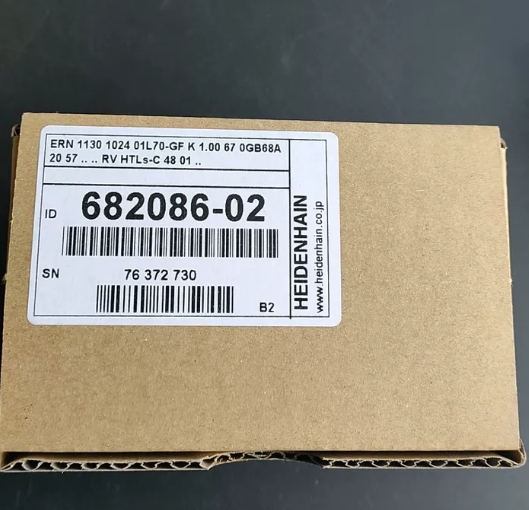 ERN 1130 1024 01L70-GF K 1.00 67 0GB68A
20 57 .. .. RV HTLs-C 48 01 ..
ID 682086-02
SN 76 372 730
B2
HEIDENHAIN
www.heidenhain.co.jp